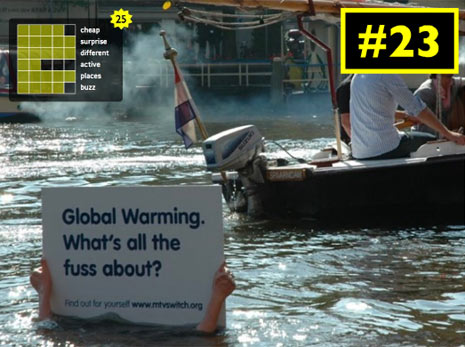 25
cheap
surprise
different
active
places
buzz
#23
Global Warming.
What's all the
fuss about?
Find out for yourself www.mtvswitch.org